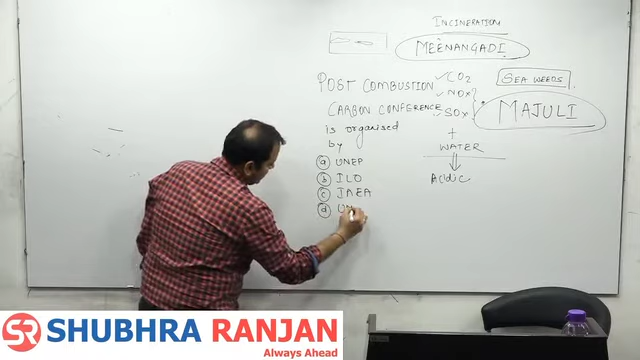 INCINERATION
MEENANGADI
POST COMBUSTION
CARBON CONFERENCE
is organised
by
ⓐ UNEP
ⓑ ILO
ⓒ IAEA
ⓓ UN
CO2
NOx
SOx
+
WATER
Acidic
SEA WEEDS
MAJULI
SR SHUBHRA RANJAN
Always Ahead